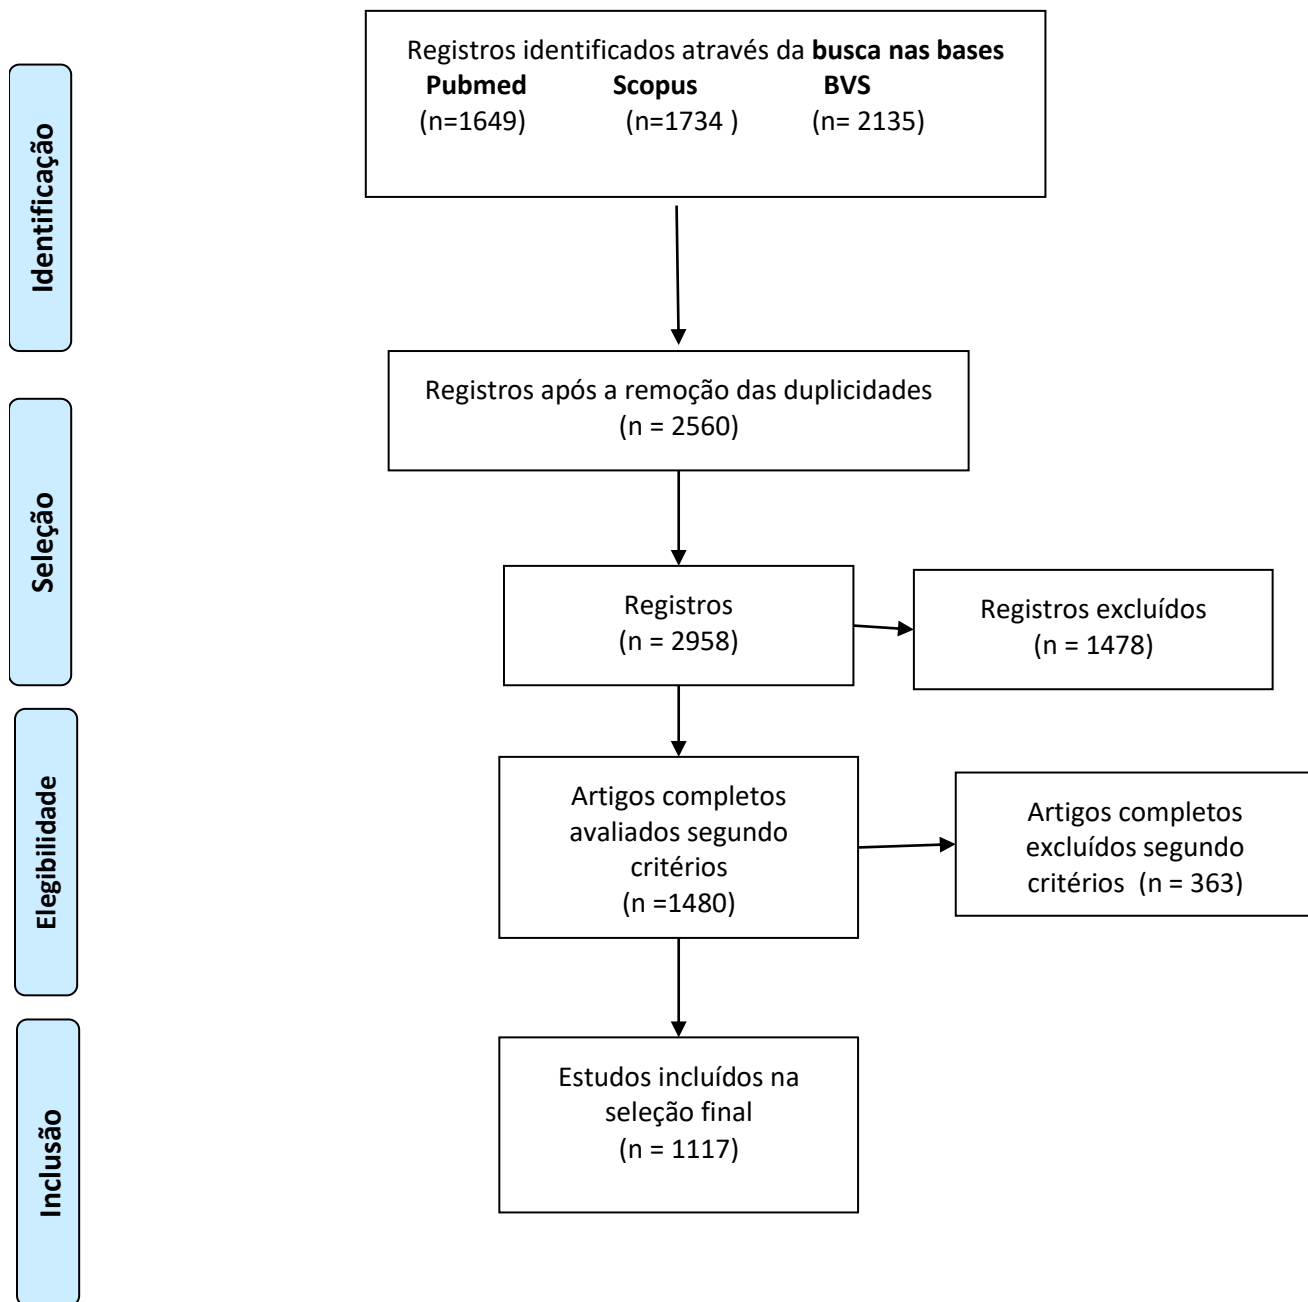 Registros identificados através da busca nas bases
Pubmed Scopus BVS
(n=1649) (n=1734 ) (n= 2135)
Identificação
Registros após a remoção das duplicidades
(n = 2560)
Seleção
Registros
(n = 2958)
Registros excluídos
(n = 1478)
Elegibilidade
Artigos completos
avaliados segundo
critérios
(n =1480)
Artigos completos
excluídos segundo
critérios (n = 363)
Inclusão
Estudos incluídos na
seleção final
(n = 1117)